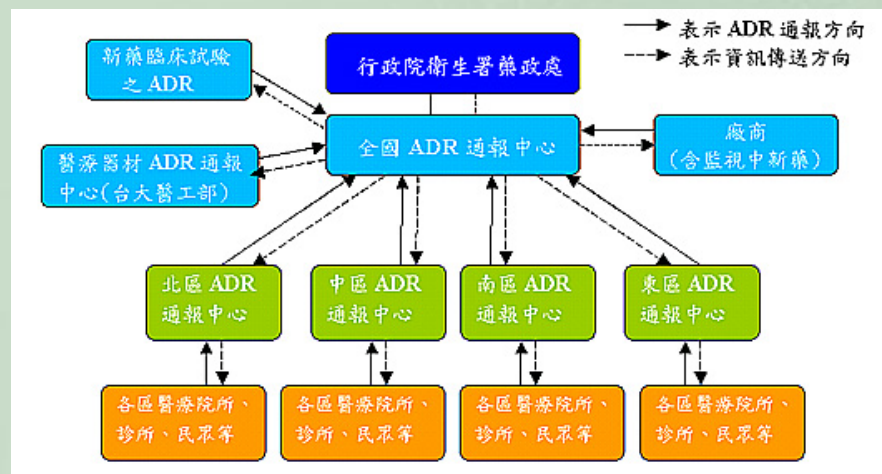 表示 ADR 通報方向
表示資訊傳送方向
新藥臨床試驗
之 ADR
行政院衛生署藥政處
全國 ADR 通報中心
廠商
(含監視中新藥)
醫療器材 ADR 通報
中心(台大醫工部)
北區 ADR
通報中心
中區 ADR
通報中心
南區 ADR
通報中心
東區 ADR
通報中心
各區醫療院所、
診所、民眾等
各區醫療院所、
診所、民眾等
各區醫療院所、
診所、民眾等
各區醫療院所、
診所、民眾等